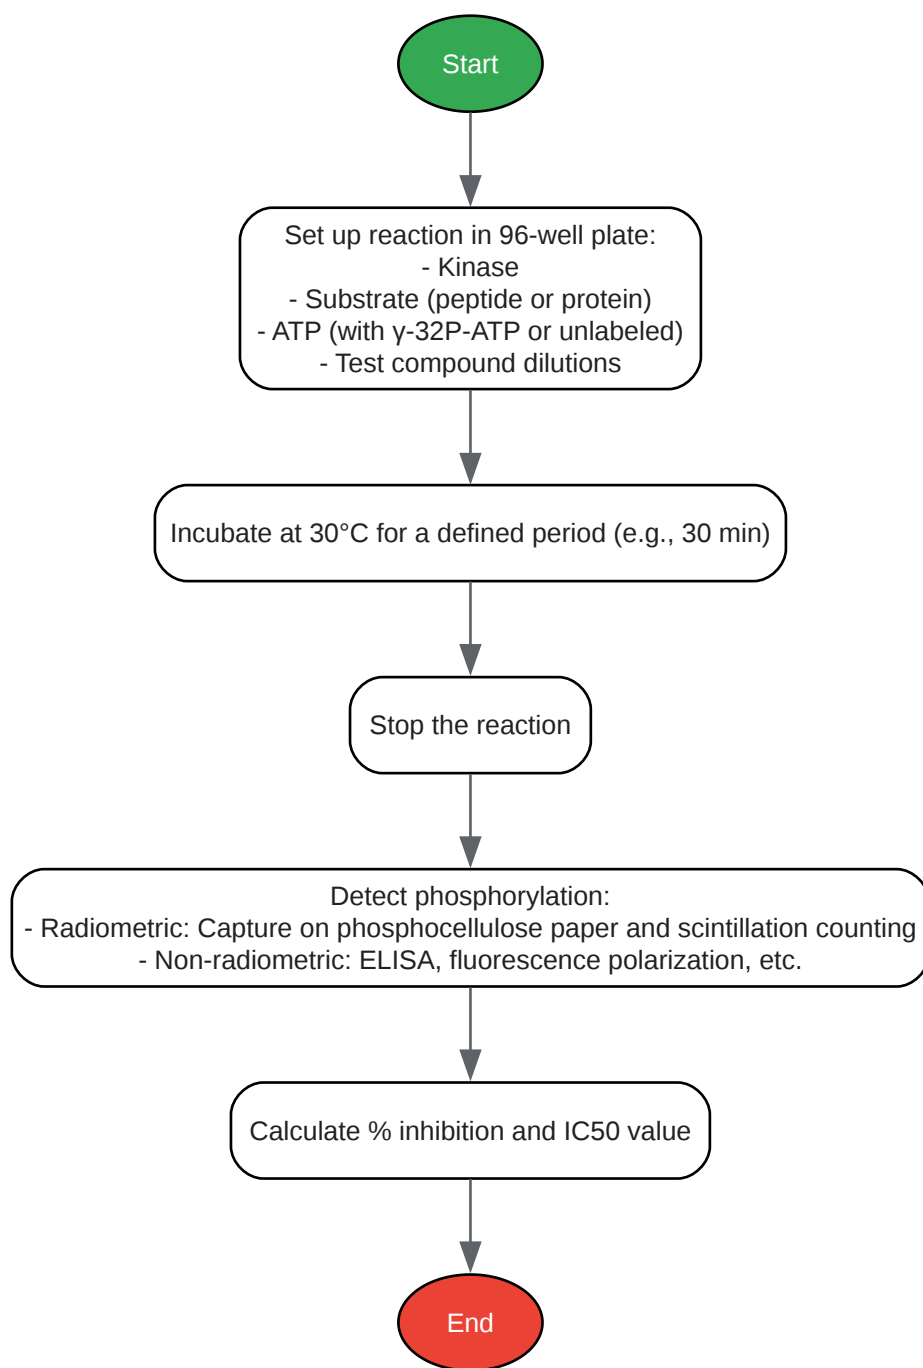 Start
Set up reaction in 96-well plate:
- Kinase
- Substrate (peptide or protein)
- ATP (with γ-32P-ATP or unlabeled)
- Test compound dilutions
Incubate at 30°C for a defined period (e.g., 30 min)
Stop the reaction
Detect phosphorylation:
- Radiometric: Capture on phosphocellulose paper and scintillation counting
- Non-radiometric: ELISA, fluorescence polarization, etc.
Calculate % inhibition and IC50 value
End